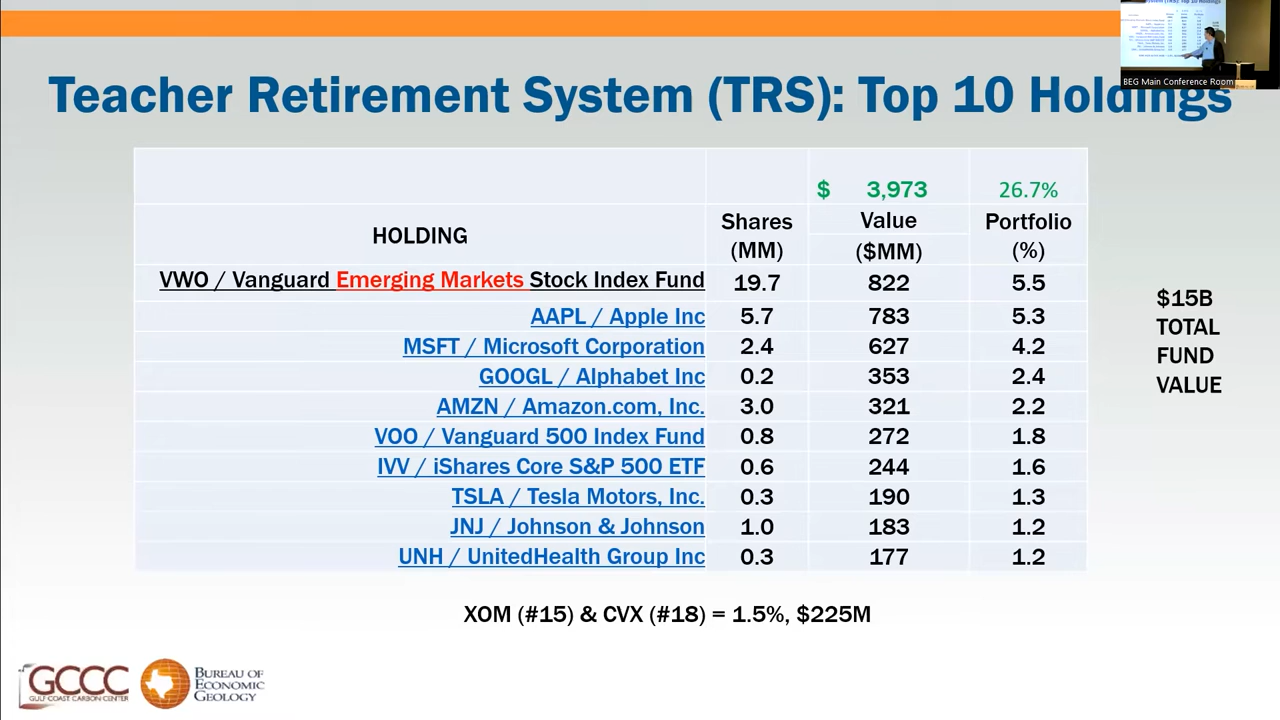 Teacher Retirement System (TRS): Top 10 Holdings
BEG Main Conference Room
$ 3,973 26.7%
HOLDING Shares (MM) Value ($MM) Portfolio (%)
VWO / Vanguard Emerging Markets Stock Index Fund 19.7 822 5.5
AAPL / Apple Inc 5.7 783 5.3
MSFT / Microsoft Corporation 2.4 627 4.2
GOOGL / Alphabet Inc 0.2 353 2.4
AMZN / Amazon.com, Inc. 3.0 321 2.2
VOO / Vanguard 500 Index Fund 0.8 272 1.8
IVV / iShares Core S&P 500 ETF 0.6 244 1.6
TSLA / Tesla Motors, Inc. 0.3 190 1.3
JNJ / Johnson & Johnson 1.0 183 1.2
UNH / UnitedHealth Group Inc 0.3 177 1.2
$15B
TOTAL
FUND
VALUE
XOM (#15) & CVX (#18) = 1.5%, $225M
GCCC
GULF COAST CARBON CENTER
BUREAU OF
ECONOMIC
GEOLOGY